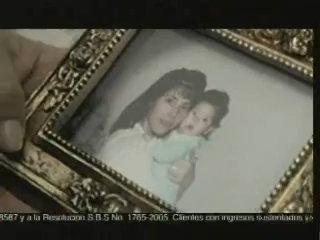 8587 y a la Resolución S.B.S No. 1765-2005. Clientes con ingresos sustentados y/o